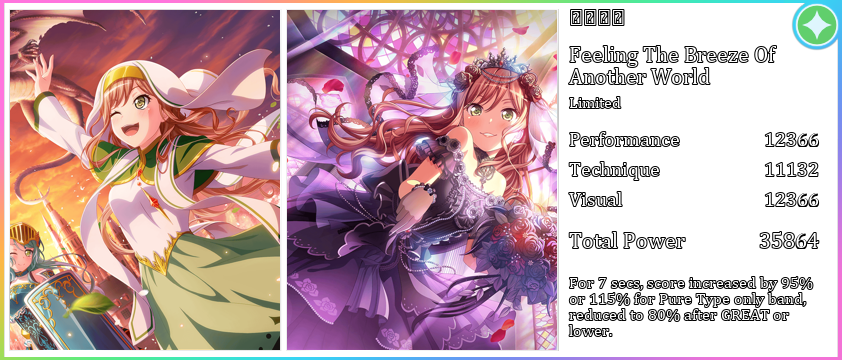 Feeling The Breeze Of
Another World
Limited
Performance 12366
Technique 11132
Visual 12366
Total Power 35864
For 7 secs, score increased by 95%
or 115% for Pure Type only band,
reduced to 80% after GREAT or
lower.